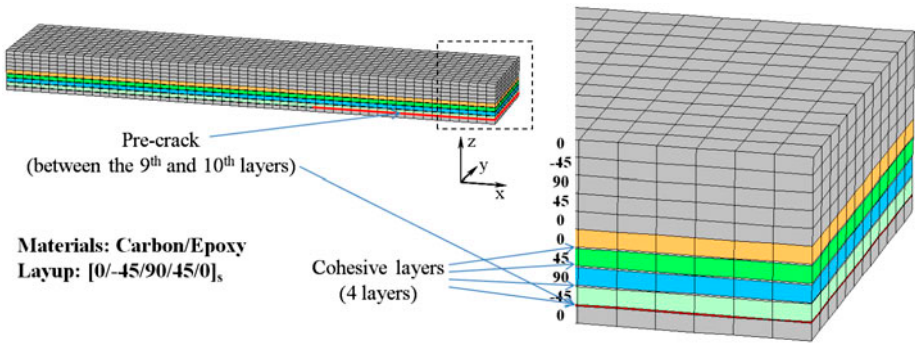 Pre-crack
(between the 9th and 10th layers)
z
y
x
Materials: Carbon/Epoxy
Layup: [0/-45/90/45/0]s
Cohesive layers
(4 layers)
0
-45
90
45
0
0
45
90
-45
0